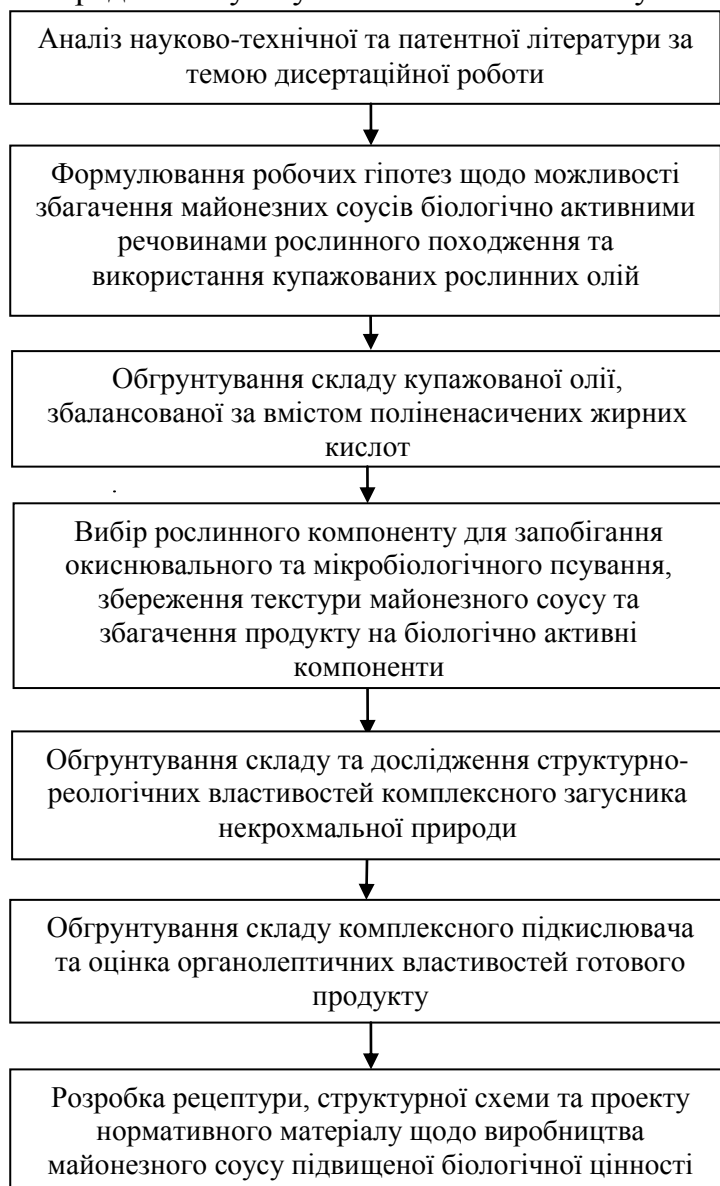 Аналіз науково-технічної та патентної літератури за
темою дисертаційної роботи
Формулювання робочих гіпотез щодо можливості
збагачення майонезних соусів біологічно активними
речовинами рослинного походження та
використання купажованих рослинних олій
Обгрунтування складу купажованої олії,
збалансованої за вмістом поліненасичених жирних
кислот
Вибір рослинного компоненту для запобігання
окиснювального та мікробіологічного псування,
збереження текстури майонезного соусу та
збагачення продукту на біологічно активні
компоненти
Обгрунтування складу та дослідження структурно-
реологічних властивостей комплексного загусника
некрохмальної природи
Обгрунтування складу комплексного підкислювача
та оцінка органолептичних властивостей готового
продукту
Розробка рецептури, структурної схеми та проекту
нормативного матеріалу щодо виробництва
майонезного соусу підвищеної біологічної цінності